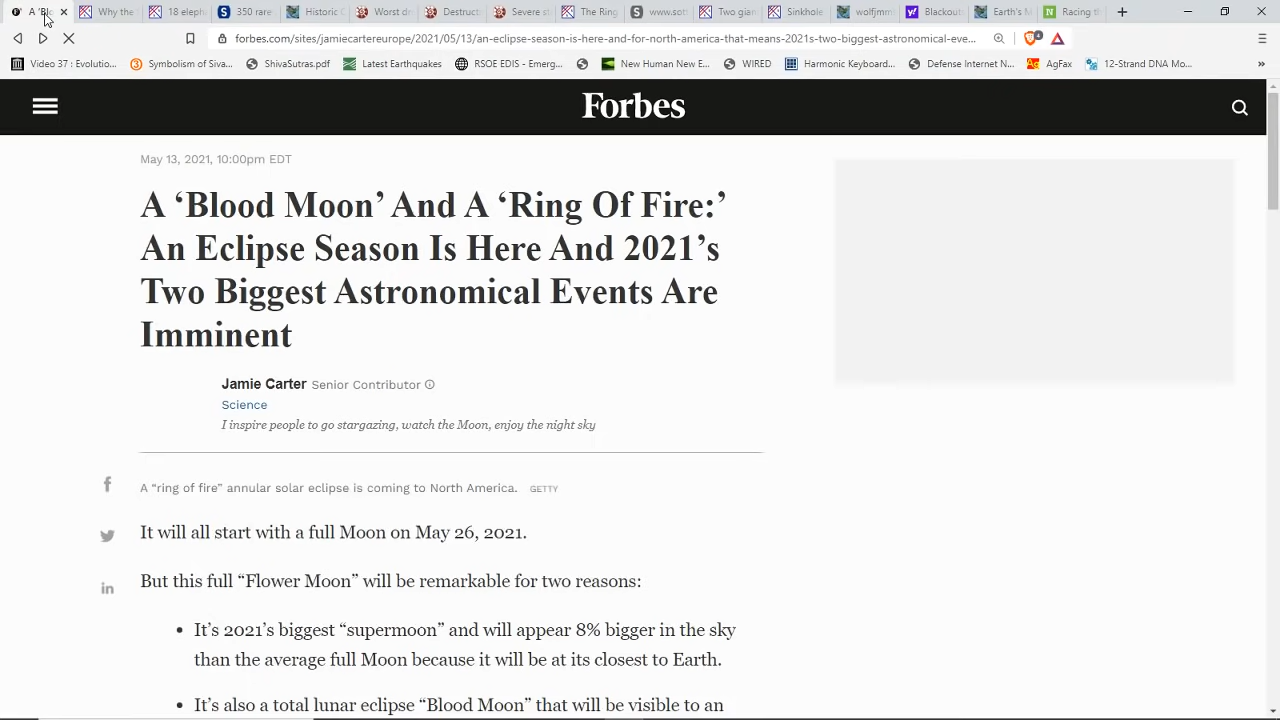 A 'Blo
Why the
18 eleph
350 rare
Historic
Worst dr
Destruct
Severe st
The Ring
www.soti
Two gian
Sinkhole
wolfjmm
Blackout
Earth's M
Racing th
forbes.com/sites/jamiecartereurope/2021/05/13/an-eclipse-season-is-here-and-for-north-america-that-means-2021s-two-biggest-astronomical-eve...
Video 37 : Evolutio...
Symbolism of Siva...
ShivaSutras.pdf
Latest Earthquakes
RSOE EDIS - Emerg...
New Human New E...
WIRED
Harmonic Keyboard...
Defense Internet N...
AgFax
12-Strand DNA Mo...
Forbes
May 13, 2021, 10:00pm EDT
A ‘Blood Moon’ And A ‘Ring Of Fire:’
An Eclipse Season Is Here And 2021’s
Two Biggest Astronomical Events Are
Imminent
Jamie Carter Senior Contributor
Science
I inspire people to go stargazing, watch the Moon, enjoy the night sky
A “ring of fire” annular solar eclipse is coming to North America. GETTY
It will all start with a full Moon on May 26, 2021.
But this full “Flower Moon” will be remarkable for two reasons:
• It’s 2021’s biggest “supermoon” and will appear 8% bigger in the sky
than the average full Moon because it will be at its closest to Earth.
• It’s also a total lunar eclipse “Blood Moon” that will be visible to an